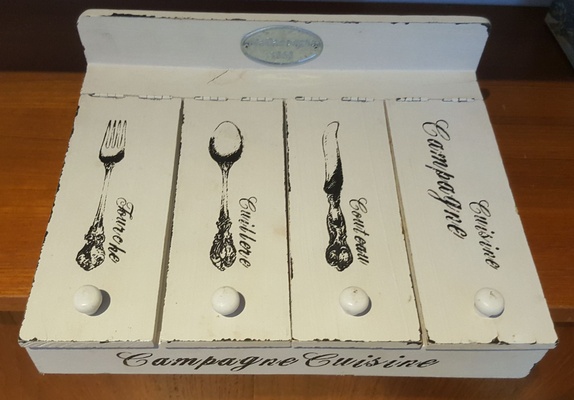 Fourche
Cuillere
Couteau
Campagne
Cuisine
Campagne Cuisine